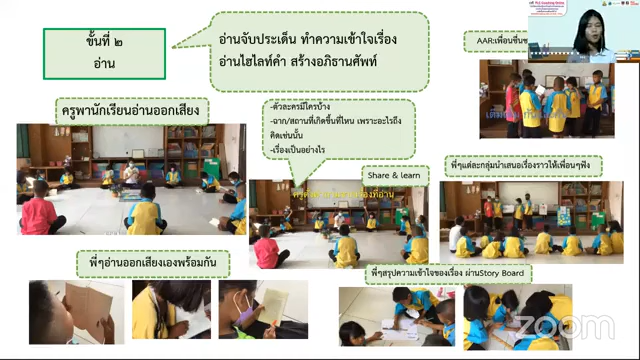 ขั้นที่ ๒
อ่าน
อ่านจับประเด็น ทำความเข้าใจเรื่อง
อ่านไฮไลท์คำ สร้างอภิธานศัพท์
ครูพานักเรียนอ่านออกเสียง
-ตัวละครมีใครบ้าง
-ฉาก/สถานที่เกิดขึ้นที่ไหน เพราะอะไรถึง
คิดเช่นนั้น
-เรื่องเป็นอย่างไร
Share & learn
พี่ๆแต่ละกลุ่มนำเสนอเรื่องราวให้เพื่อนๆฟัง
พี่ๆอ่านออกเสียงเองพร้อมกัน
พี่ๆสรุปความเข้าใจของเรื่อง ผ่านStory Board
zoom